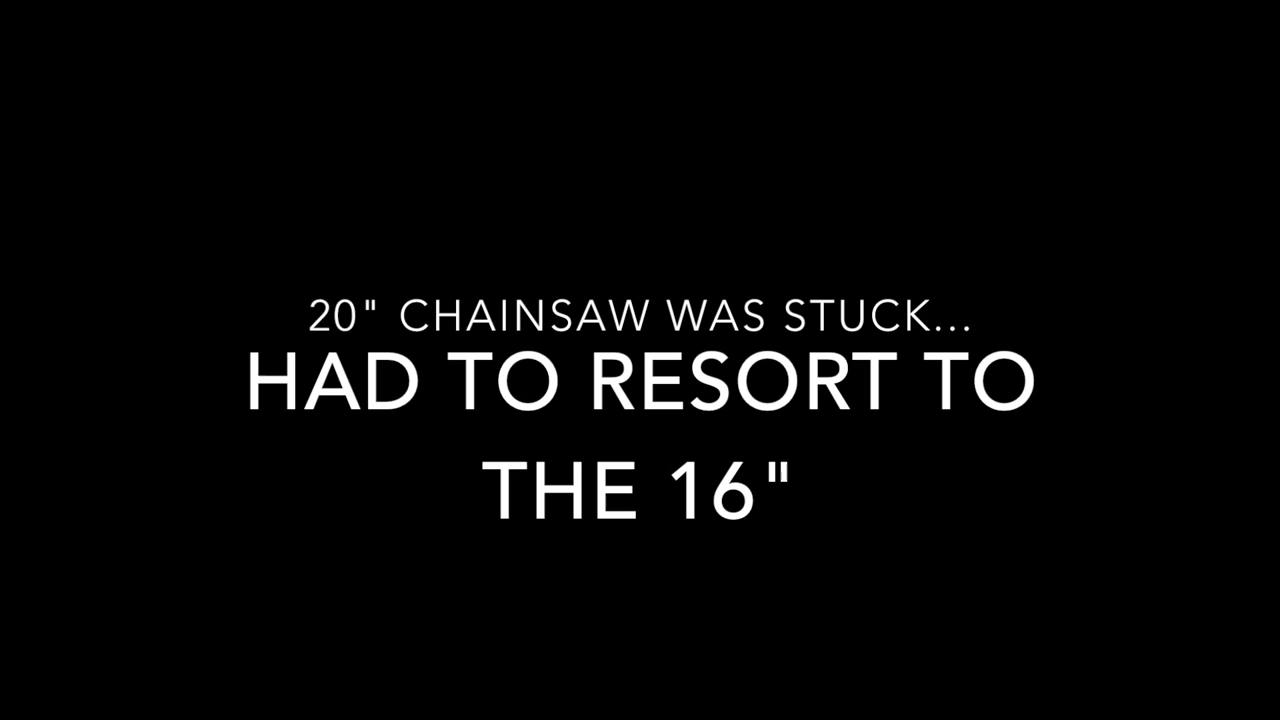 20" CHAINSAW WAS STUCK...
HAD TO RESORT TO
THE 16"